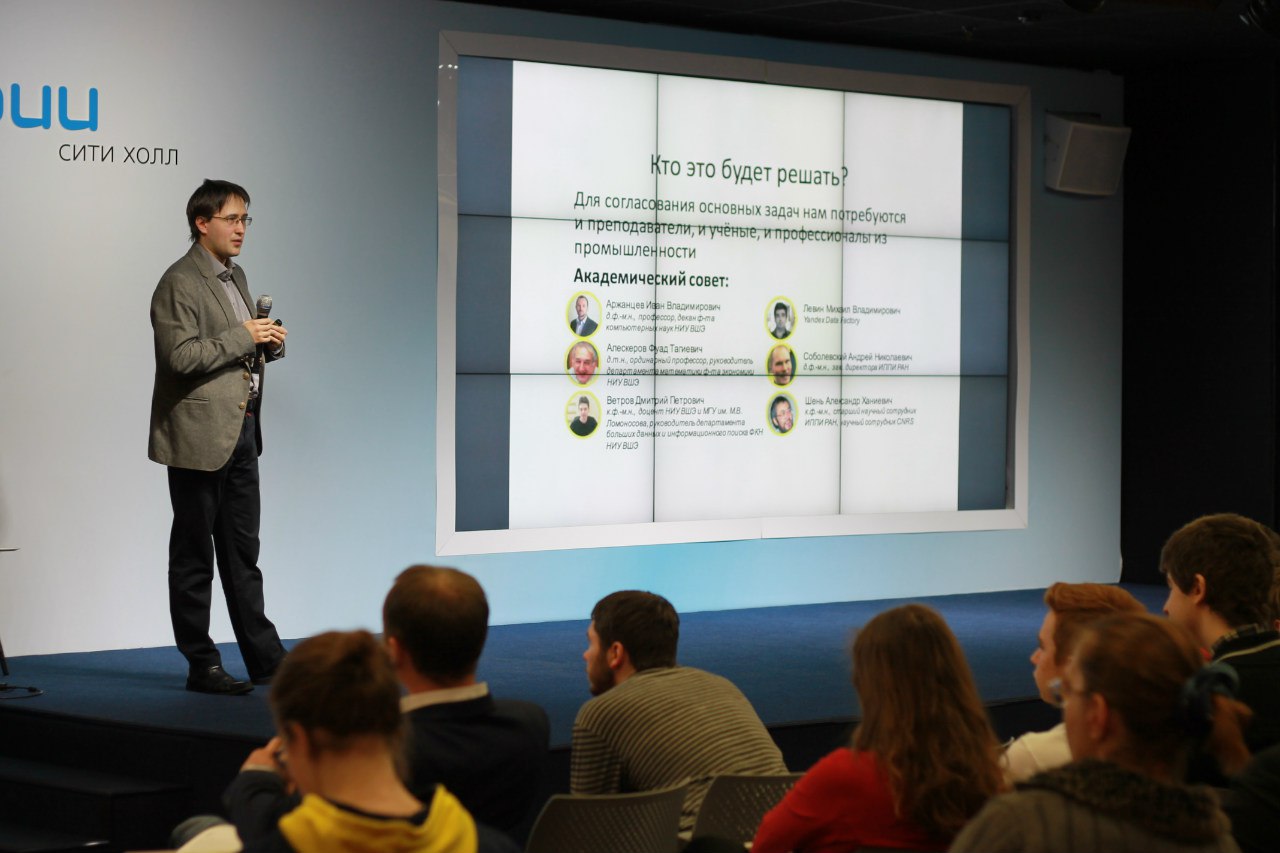 СИТИ ХОЛЛ
Кто это будет решать?
Для согласования основных задач нам потребуются
и преподаватели, и учёные, и профессионалы из
промышленности
Академический совет:
Аржанцев Иван Владимирович
д.ф.-м.н., профессор, декан ф-та
компьютерных наук НИУ ВШЭ
Алескеров Фуад Тагиевич
д.т.н., ординарный профессор, руководитель
департамента математики ф-та экономики
НИУ ВШЭ
Ветров Дмитрий Петрович
к.ф.-м.н., доцент НИУ ВШЭ и МГУ им. М.В.
Ломоносова, руководитель департамента
больших данных и информационного поиска ФКН
НИУ ВШЭ
Левин Михаил Владимирович
Yandex Data Factory
Соболевский Андрей Николаевич
д.ф.-м.н., зам. директора ИППИ РАН
Шень Александр Ханиевич
к.ф.-м.н., старший научный сотрудник
ИППИ РАН, научный сотрудник CNRS